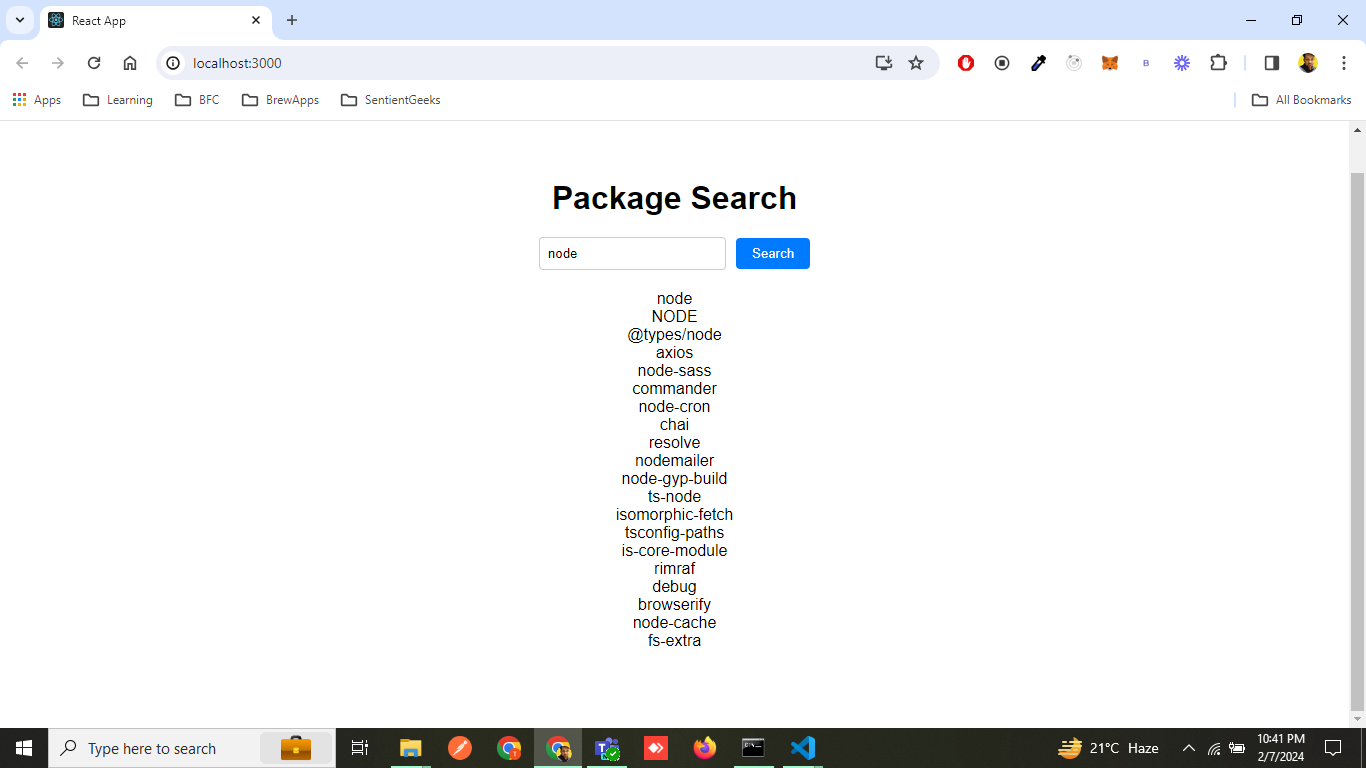 React App
localhost:3000
B
Apps Learning BFC BrewApps SentientGeeks All Bookmarks
Package Search
node Search
node
NODE
@types/node
axios
node-sass
commander
node-cron
chai
resolve
nodemailer
node-gyp-build
ts-node
isomorphic-fetch
tsconfig-paths
is-core-module
rimraf
debug
browserify
node-cache
fs-extra
Type here to search
21°C Haze
10:41 PM
2/7/2024